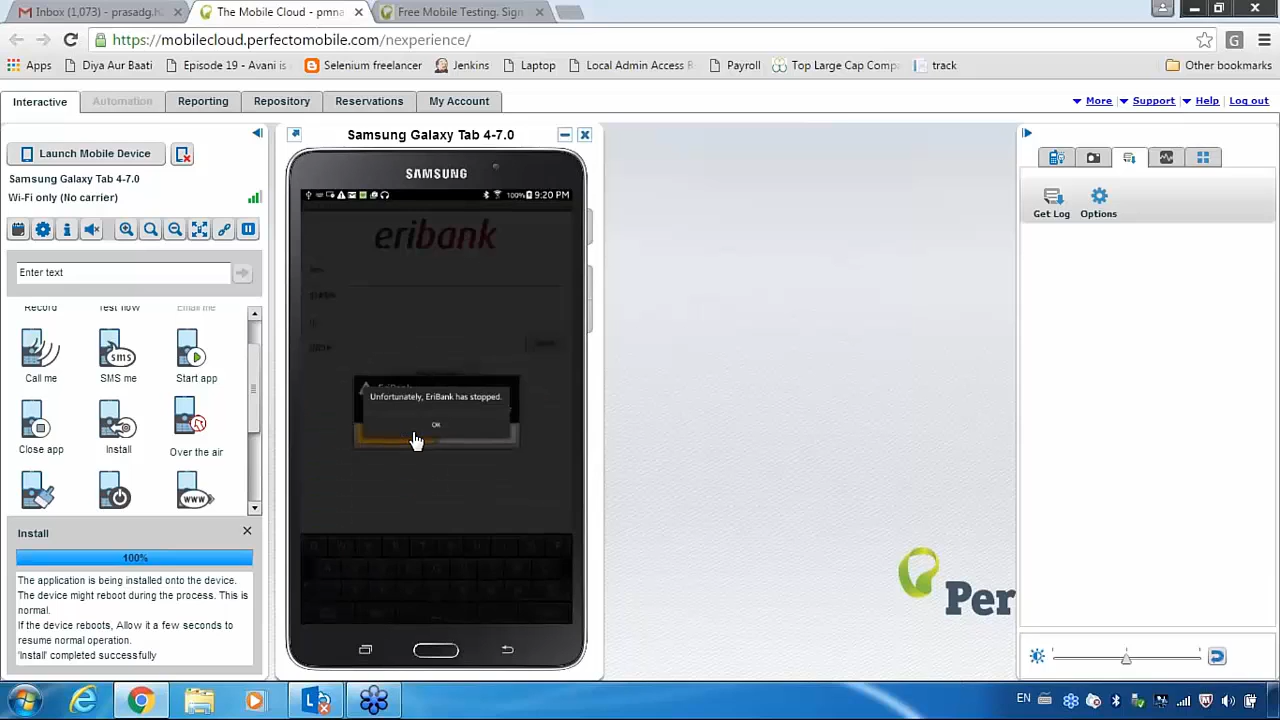 Inbox (1,073) - prasadg.h
The Mobile Cloud - pmna
Free Mobile Testing. Sign
https://mobilecloud.perfectomobile.com/nexperience/
Apps
Diya Aur Baati
Episode 19 - Avani is
Selenium freelancer
Jenkins
Laptop
Local Admin Access R
Payroll
Top Large Cap Comp
track
Other bookmarks
Interactive
Automation
Reporting
Repository
Reservations
My Account
More
Support
Help
Log out
Launch Mobile Device
Samsung Galaxy Tab 4-7.0
Wi-Fi only (No carrier)
Enter text
Record
Test now
Email me
Call me
SMS me
Start app
Close app
Install
Over the air
Install
100%
The application is being installed onto the device.
The device might reboot during the process. This is
normal.
If the device reboots, Allow it a few seconds to
resume normal operation.
'Install' completed successfully
Samsung Galaxy Tab 4-7.0
SAMSUNG
100% 9:20 PM
eribank
EriBank
Unfortunately, EriBank has stopped.
OK
Get Log
Options
Per
EN